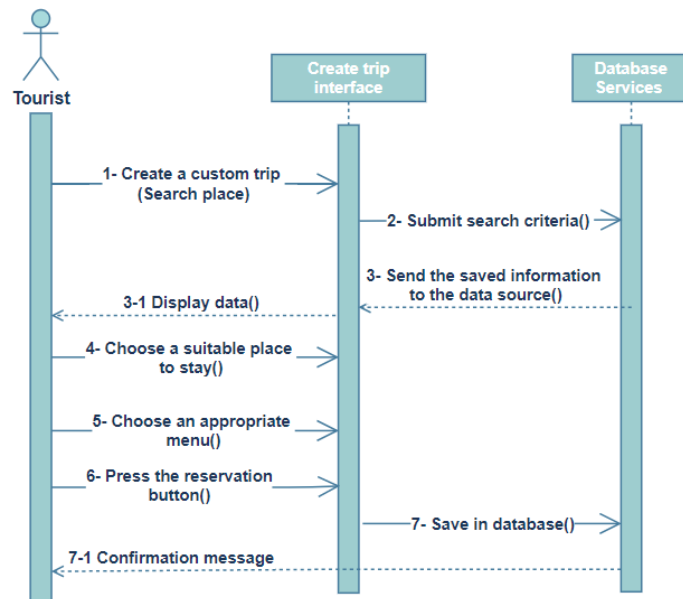 Create trip
interface
Database
Services
Tourist
1- Create a custom trip
(Search place)
2- Submit search criteria()
3- Send the saved information
to the data source()
3-1 Display data()
4- Choose a suitable place
to stay()
5- Choose an appropriate
menu()
6- Press the reservation
button()
7- Save in database()
7-1 Confirmation message